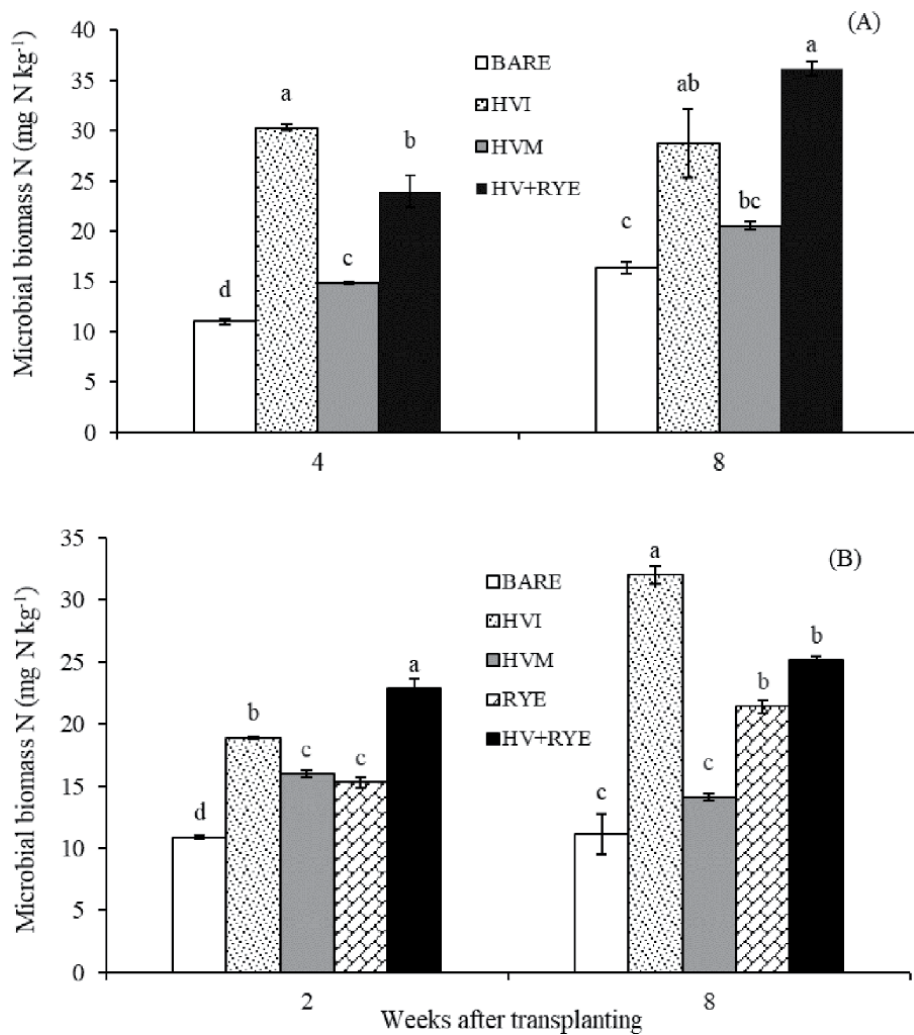 (A)
Microbial biomass N (mg N kg⁻¹)
40
35
30
25
20
15
10
5
0
BARE
HVI
HVM
HV+RYE
d
a
c
b
c
ab
bc
a
4
8
(B)
Microbial biomass N (mg N kg⁻¹)
35
30
25
20
15
10
5
0
BARE
HVI
HVM
RYE
HV+RYE
d
b
c
c
a
c
a
c
b
b
2
8
Weeks after transplanting